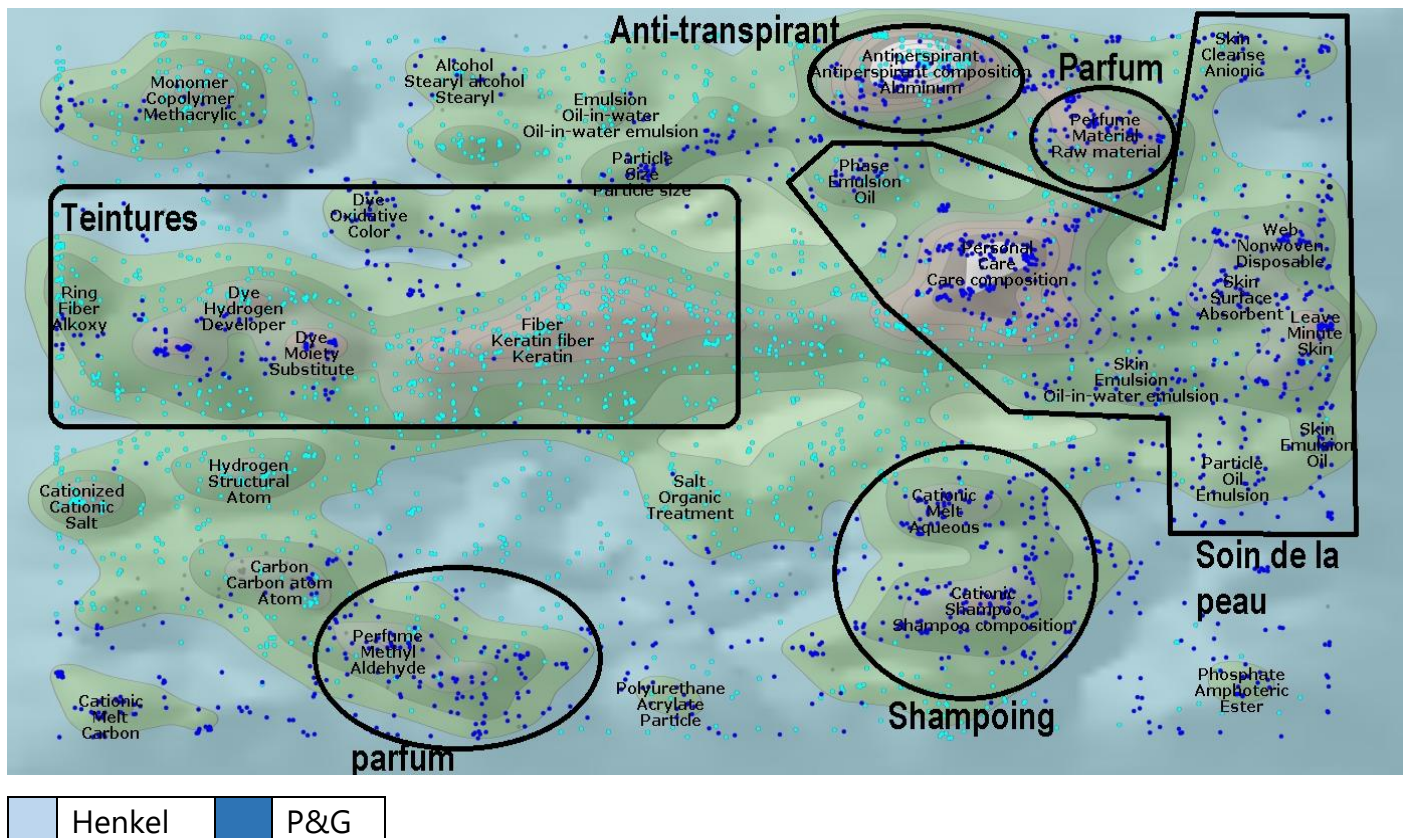 Anti-transpirant
Antiperspirant
Antiperspirant composition
Aluminum
Parfum
Perfume
Material
Raw material
Skin
Cleanse
Anionic
Monomer
Copolymer
Methacrylic
Alcohol
Stearyl alcohol
Stearyl
Emulsion
Oil-in-water
Oil-in-water emulsion
Particle
Size
Particle size
Phase
Emulsion
Oil
Teintures
Dye
Oxidative
Color
Ring
Fiber
Alkoxy
Dye
Hydrogen
Developer
Dye
Moiety
Substitute
Fiber
Keratin fiber
Keratin
Personal
Care
Care composition
Web
Nonwoven
Disposable
Skin
Surface
Absorbent
Leave
Minute
Skin
Skin
Emulsion
Oil-in-water emulsion
Skin
Emulsion
Oil
Particle
Oil
Emulsion
Soin de la
peau
Cationized
Cationic
Salt
Hydrogen
Structural
Atom
Salt
Organic
Treatment
Cationic
Melt
Aqueous
Carbon
Carbon atom
Atom
Cationic
Shampoo
Shampoo composition
Shampoing
Perfume
Methyl
Aldehyde
parfum
Cationic
Melt
Carbon
Polyurethane
Acrylate
Particle
Phosphate
Amphoteric
Ester
Henkel
P&G